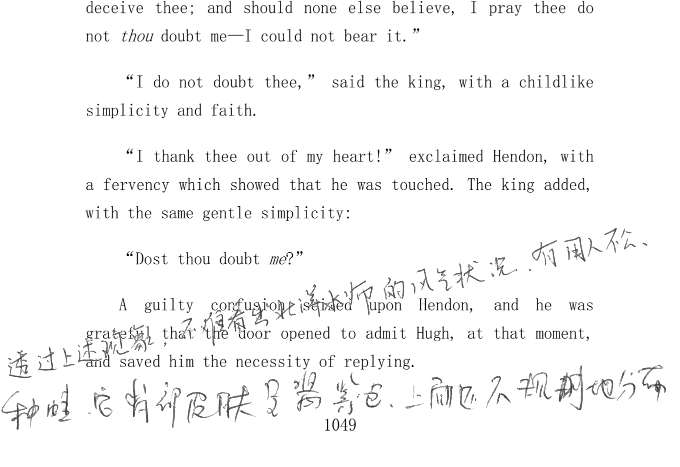 deceive thee; and should none else believe, I pray thee do
not thou doubt me—I could not bear it.”
“I do not doubt thee,” said the king, with a childlike
simplicity and faith.
“I thank thee out of my heart!” exclaimed Hendon, with
a fervency which showed that he was touched. The king added,
with the same gentle simplicity:
“Dost thou doubt me?”
A guilty confusion seized upon Hendon, and he was
grateful that the door opened to admit Hugh, at that moment,
and saved him the necessity of replying.
透过上述现象，不难看出北洋水师的风气状况，有用人不公、
种蛙，它背部皮肤呈褐紫色，上面也不规则地分布
1049